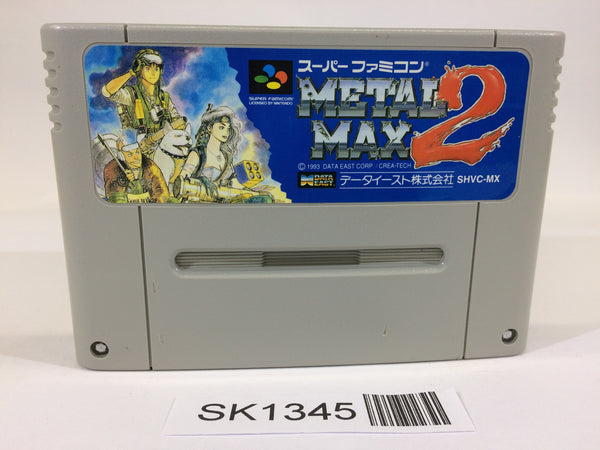 スーパーファミコン®
METAL
MAX 2
SUPER FAMICOM
LICENSED BY NINTENDO
© 1993 DATA EAST CORP. / CREA-TECH
DATA
EAST
データイースト株式会社 SHVC-MX
SK1345